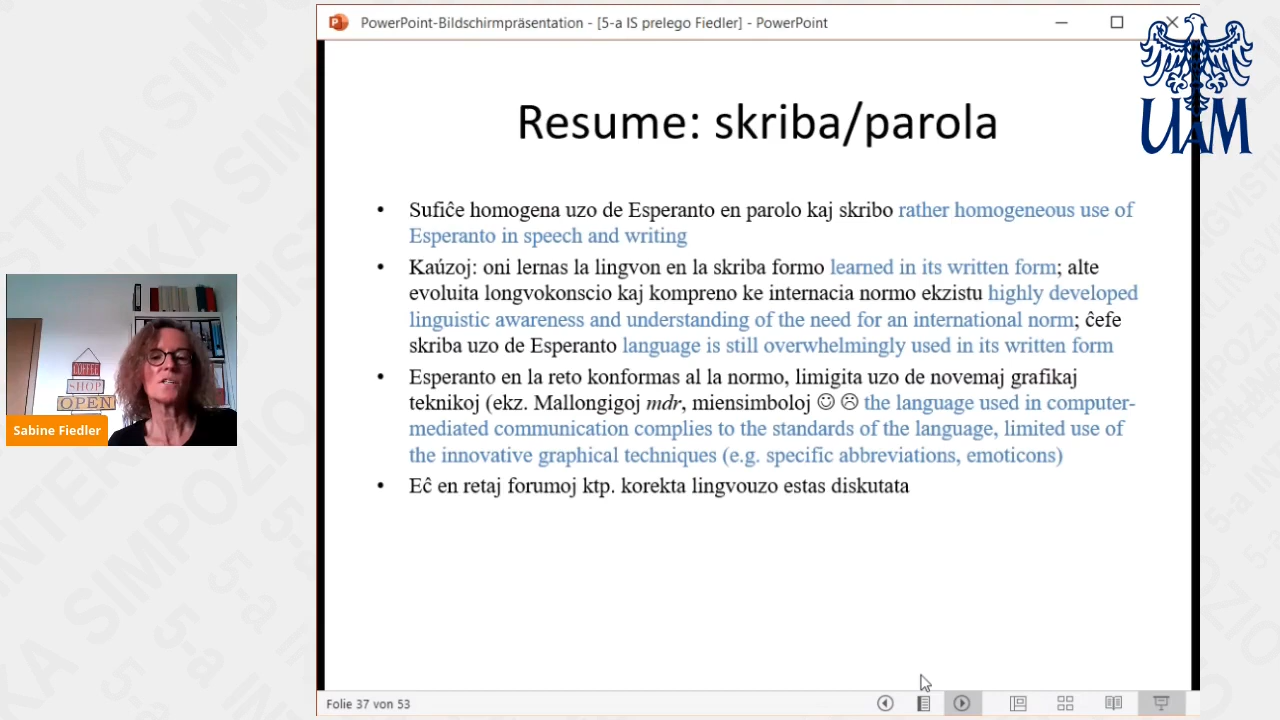 PowerPoint-Bildschirmpräsentation - [5-a IS prelego Fiedler] - PowerPoint
UAM
Resume: skriba/parola
• Sufiĉe homogena uzo de Esperanto en parolo kaj skribo rather homogeneous use of
Esperanto in speech and writing
• Kaúzoj: oni lernas la lingvon en la skriba formo learned in its written form; alte
evoluita longvokonscio kaj kompreno ke internacia normo ekzistu highly developed
linguistic awareness and understanding of the need for an international norm; ĉefe
skriba uzo de Esperanto language is still overwhelmingly used in its written form
• Esperanto en la reto konformas al la normo, limigita uzo de novemaj grafikaj
teknikoj (ekz. Mallongigoj mdr, miensimboloj ☺ ☹ the language used in computer-
mediated communication complies to the standards of the language, limited use of
the innovative graphical techniques (e.g. specific abbreviations, emoticons)
• Eĉ en retaj forumoj ktp. korekta lingvouzo estas diskutata
COFFEE
SHOP
OPEN
Sabine Fiedler
Folie 37 von 53